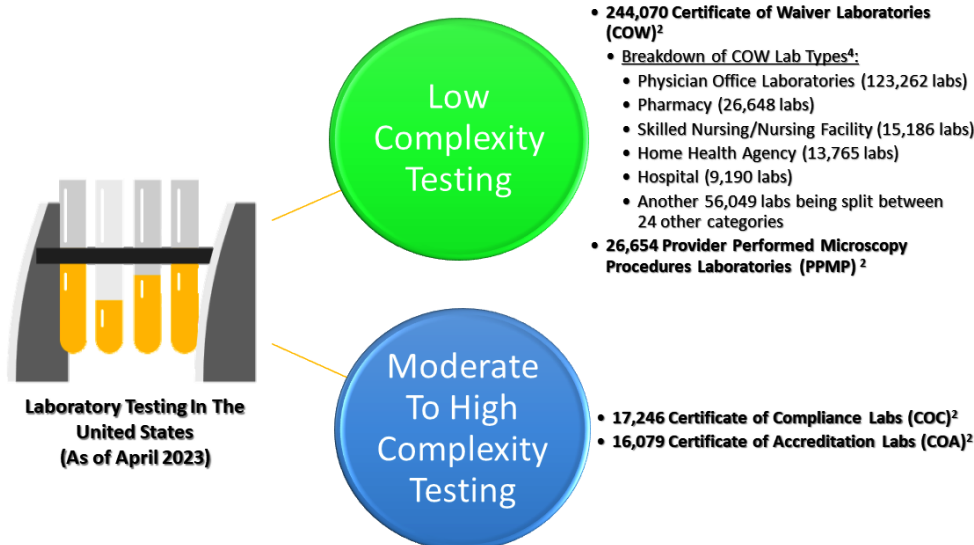 Laboratory Testing In The
United States
(As of April 2023)
Low
Complexity
Testing
• 244,070 Certificate of Waiver Laboratories
(COW)²
• Breakdown of COW Lab Types⁴:
• Physician Office Laboratories (123,262 labs)
• Pharmacy (26,648 labs)
• Skilled Nursing/Nursing Facility (15,186 labs)
• Home Health Agency (13,765 labs)
• Hospital (9,190 labs)
• Another 56,049 labs being split between
24 other categories
• 26,654 Provider Performed Microscopy
Procedures Laboratories (PPMP) ²
Moderate
To High
Complexity
Testing
• 17,246 Certificate of Compliance Labs (COC)²
• 16,079 Certificate of Accreditation Labs (COA)²